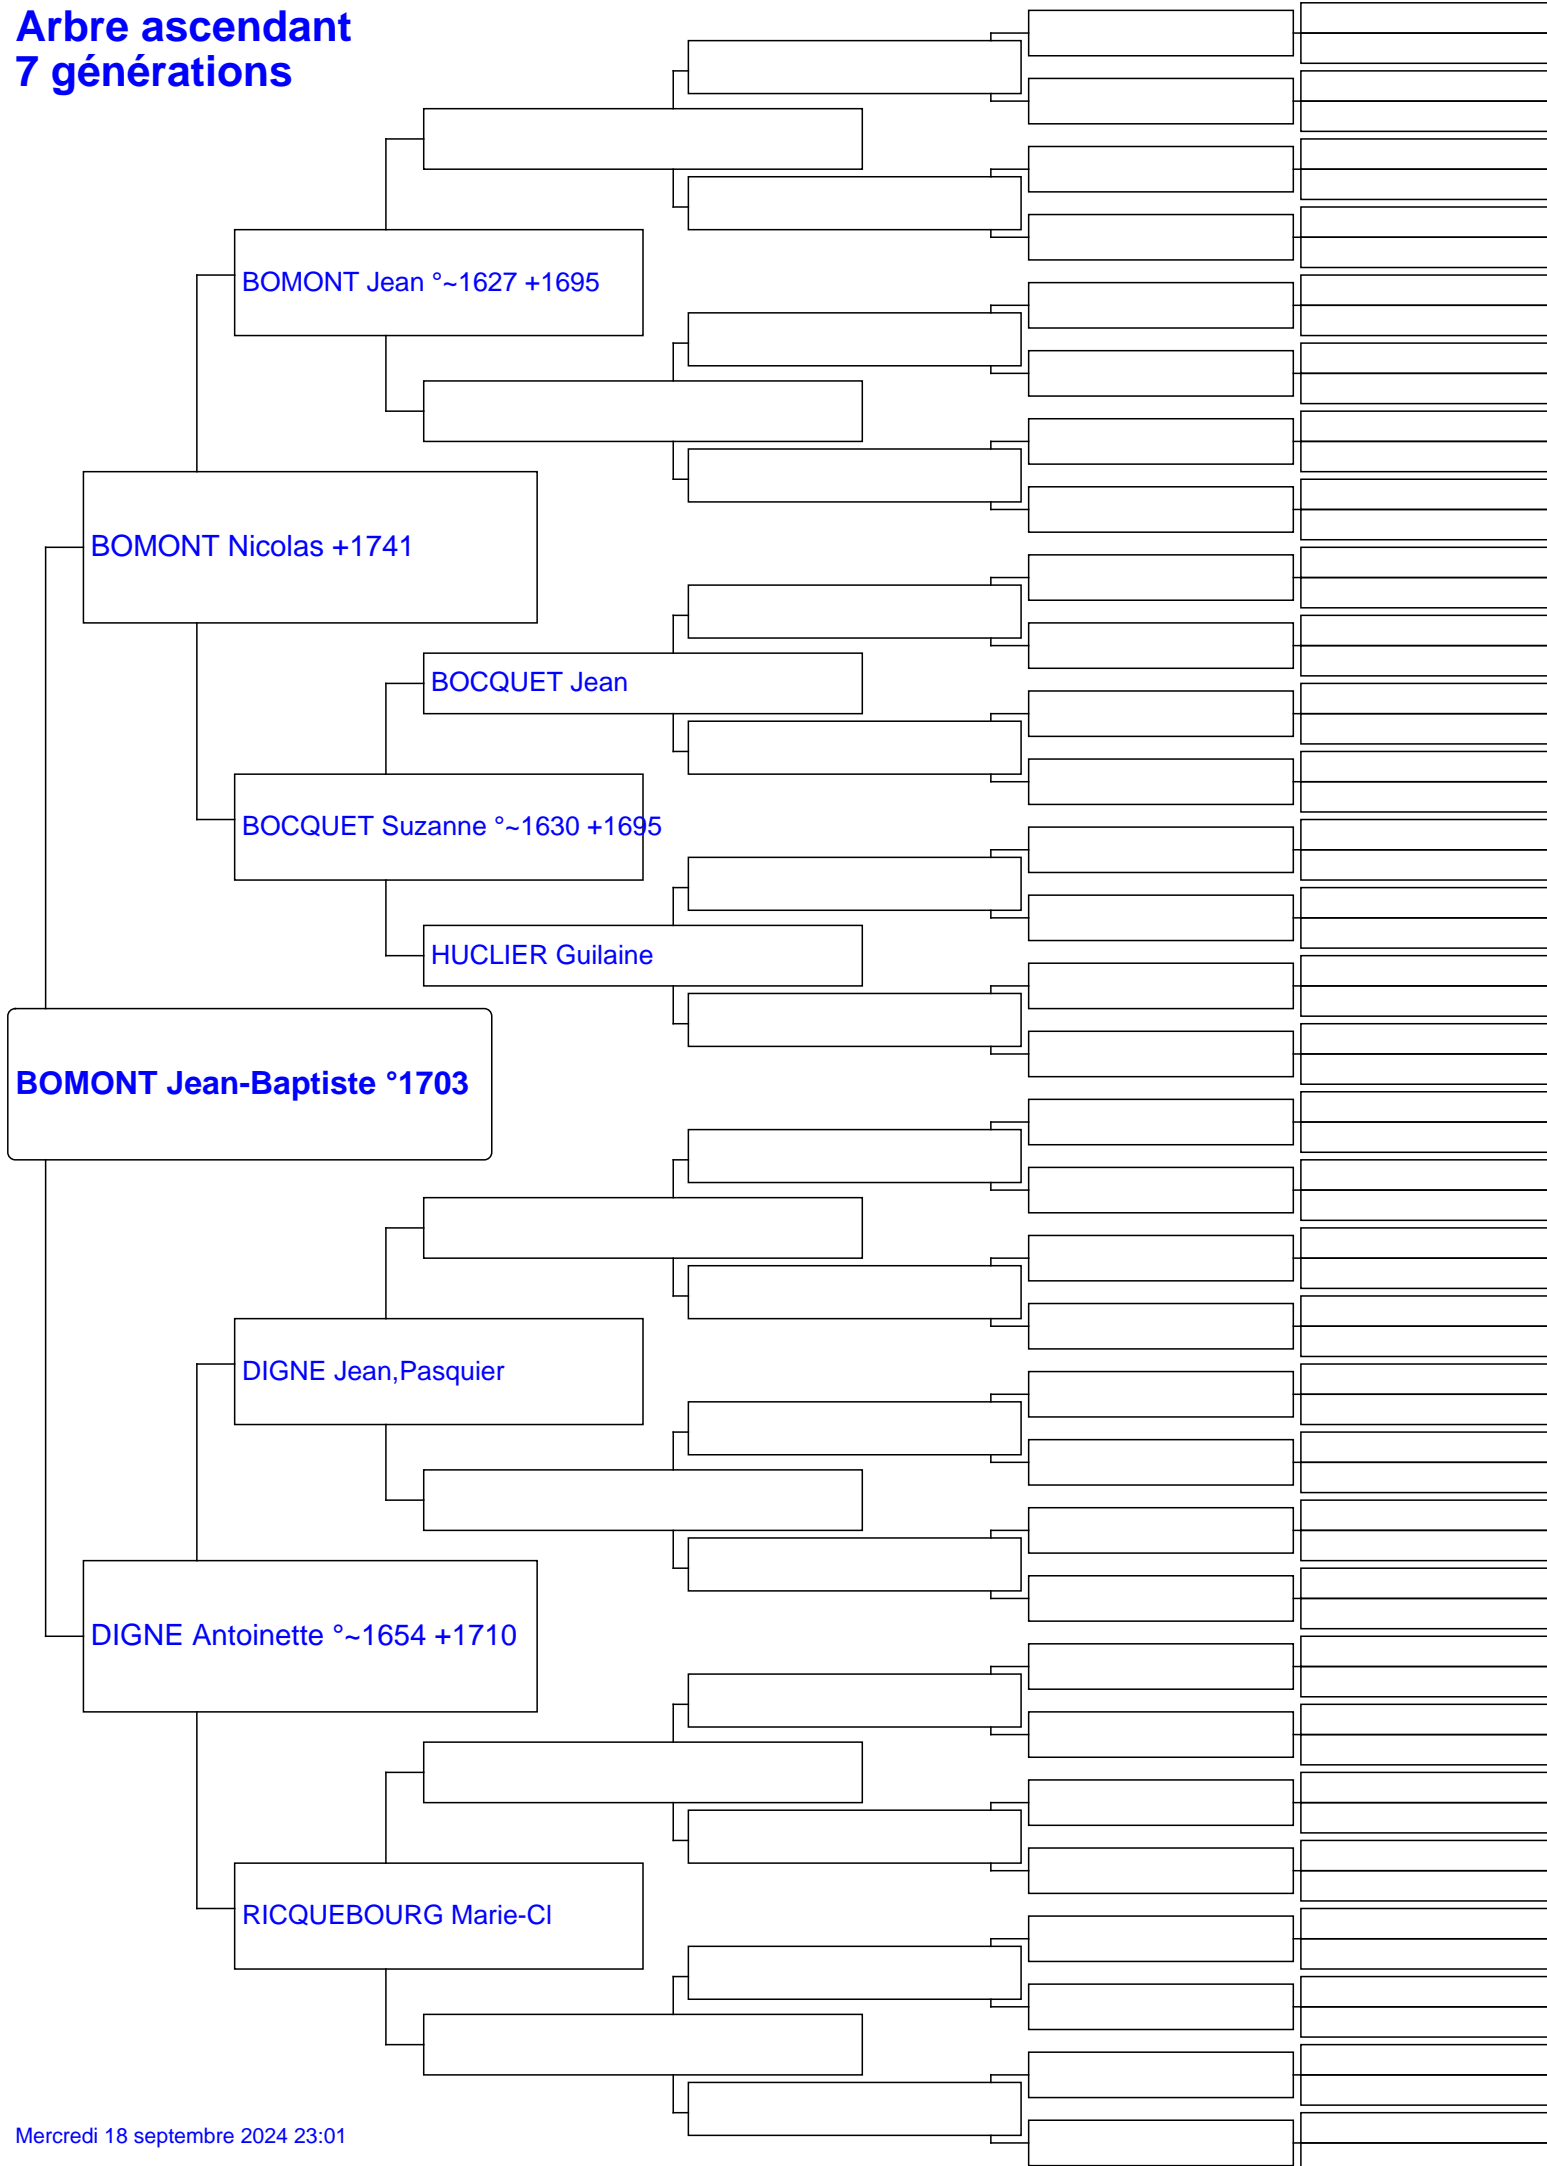 Arbre ascendant
7 générations
BOMONT Jean °~1627 +1695
BOMONT Nicolas +1741
BOCQUET Jean
BOCQUET Suzanne °~1630 +1695
HUCLIER Guilaine
BOMONT Jean-Baptiste °1703
DIGNE Jean,Pasquier
DIGNE Antoinette °~1654 +1710
RICQUEBOURG Marie-Cl
Mercredi 18 septembre 2024 23:01